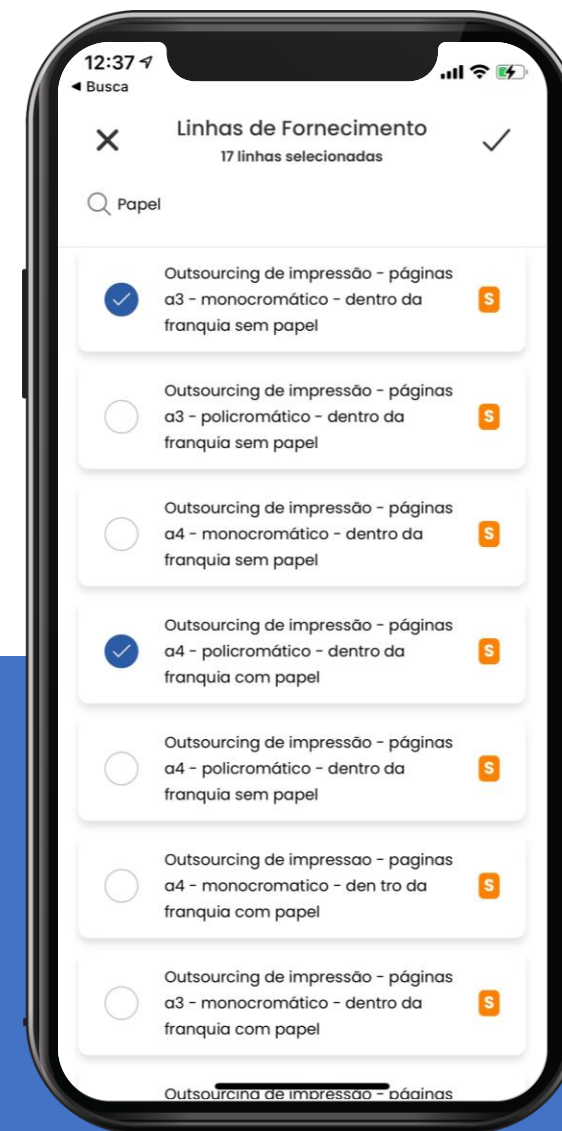 12:37
Busca
Linhas de Fornecimento
17 linhas selecionadas
Papel
Outsourcing de impressão - páginas
a3 - monocromático - dentro da
franquia sem papel
S
Outsourcing de impressão - páginas
a3 - policromático - dentro da
franquia sem papel
S
Outsourcing de impressão - páginas
a4 - monocromático - dentro da
franquia sem papel
S
Outsourcing de impressão - páginas
a4 - policromático - dentro da
franquia com papel
S
Outsourcing de impressão - páginas
a4 - policromático - dentro da
franquia sem papel
S
Outsourcing de impressao - paginas
a4 - monocromatico - den tro da
franquia com papel
S
Outsourcing de impressão - páginas
a3 - monocromático - dentro da
franquia com papel
S
Outsourcing de impressão - páginas